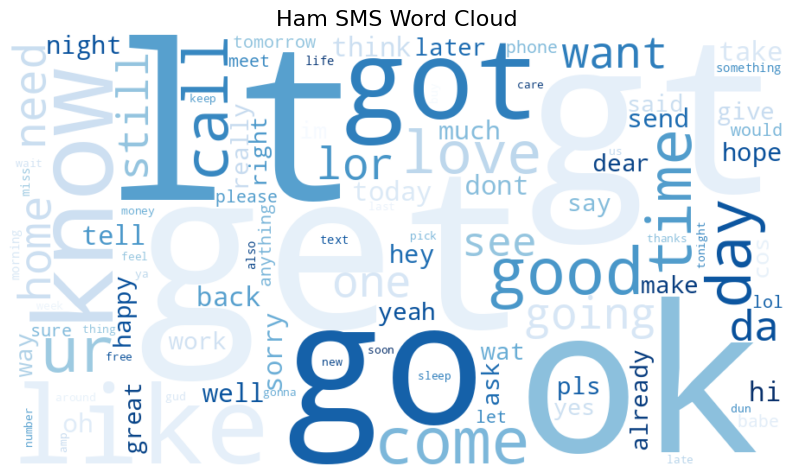 Ham SMS Word Cloud
night
tomorrow
think
later
phone
want
take
something
meet
life
know
need
still
call
lt
got
gt
keep
care
said
give
would
really
right
im
much
send
hope
wait
miss
lor
love
dear
us
please
today
dont
say
time
home
money
get
last
tell
also
anything
text
pick
hey
see
thanks
tonight
day
cos
morning
feel
ya
one
good
make
happy
back
yeah
going
lol
da
week
sure
thing
ur
work
sorry
go
wat
ok
way
free
new
soon
sleep
ask
already
like
great
well
gonna
pls
yes
hi
around
gud
let
dun
babe
number
oh
amp
come
late